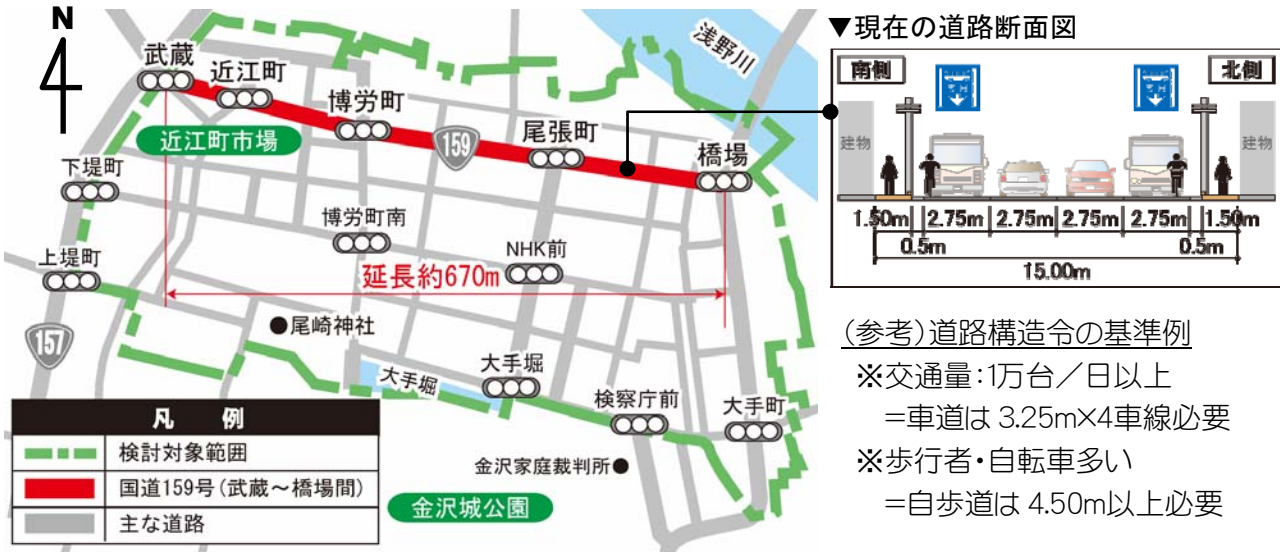 N
武蔵
近江町
博労町
尾張町
橋場
浅野川
159
近江町市場
下堤町
上堤町
博労町南
NHK前
延長約670m
157
尾崎神社
大手堀
大手堀
検察庁前
大手町
金沢家庭裁判所
金沢城公園
凡 例
検討対象範囲
国道159号(武蔵～橋場間)
主な道路
▼現在の道路断面図
南側
北側
建物
建物
1.50m 2.75m 2.75m 2.75m 2.75m 1.50m
0.5m 0.5m
15.00m
(参考)道路構造令の基準例
※交通量:1万台／日以上
=車道は 3.25m×4車線必要
※歩行者・自転車多い
=自歩道は 4.50m以上必要